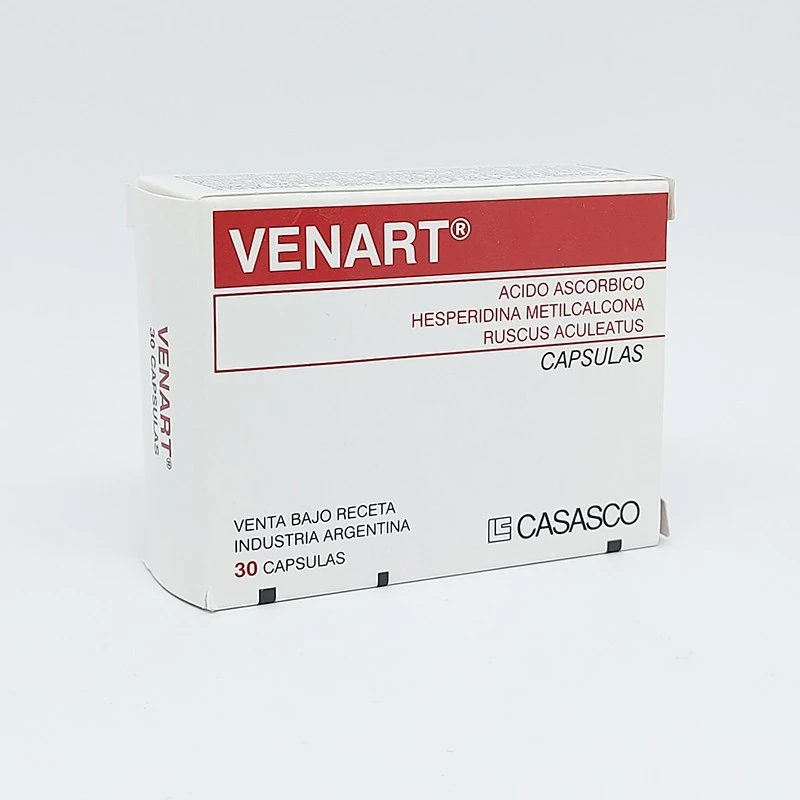 VENART®
ACIDO ASCORBICO
HESPERIDINA METILCALCONA
RUSCUS ACULEATUS
CAPSULAS
VENTA BAJO RECETA
INDUSTRIA ARGENTINA
30 CAPSULAS
CASASCO
VENART®
30 CAPSULAS